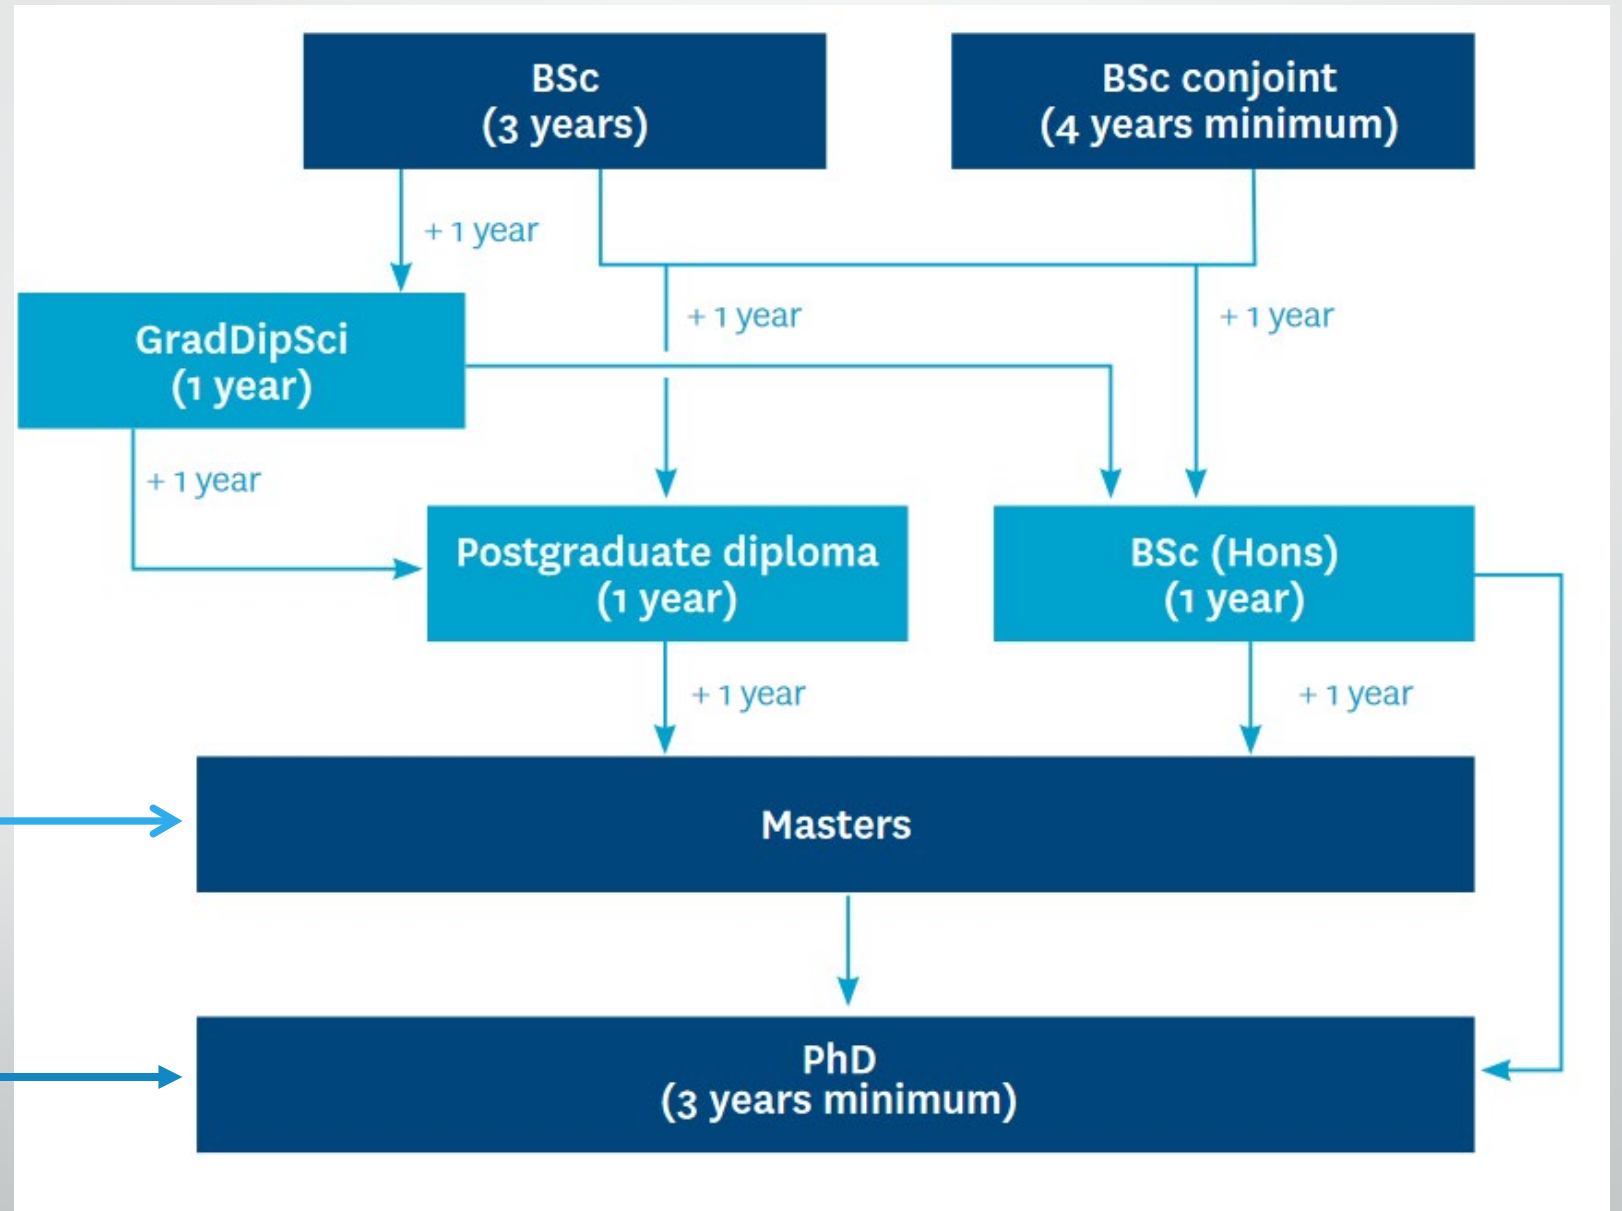 BSc
(3 years)
BSc conjoint
(4 years minimum)
+ 1 year
+ 1 year
+ 1 year
GradDipSci
(1 year)
+ 1 year
Postgraduate diploma
(1 year)
BSc (Hons)
(1 year)
+ 1 year
+ 1 year
Masters
PhD
(3 years minimum)